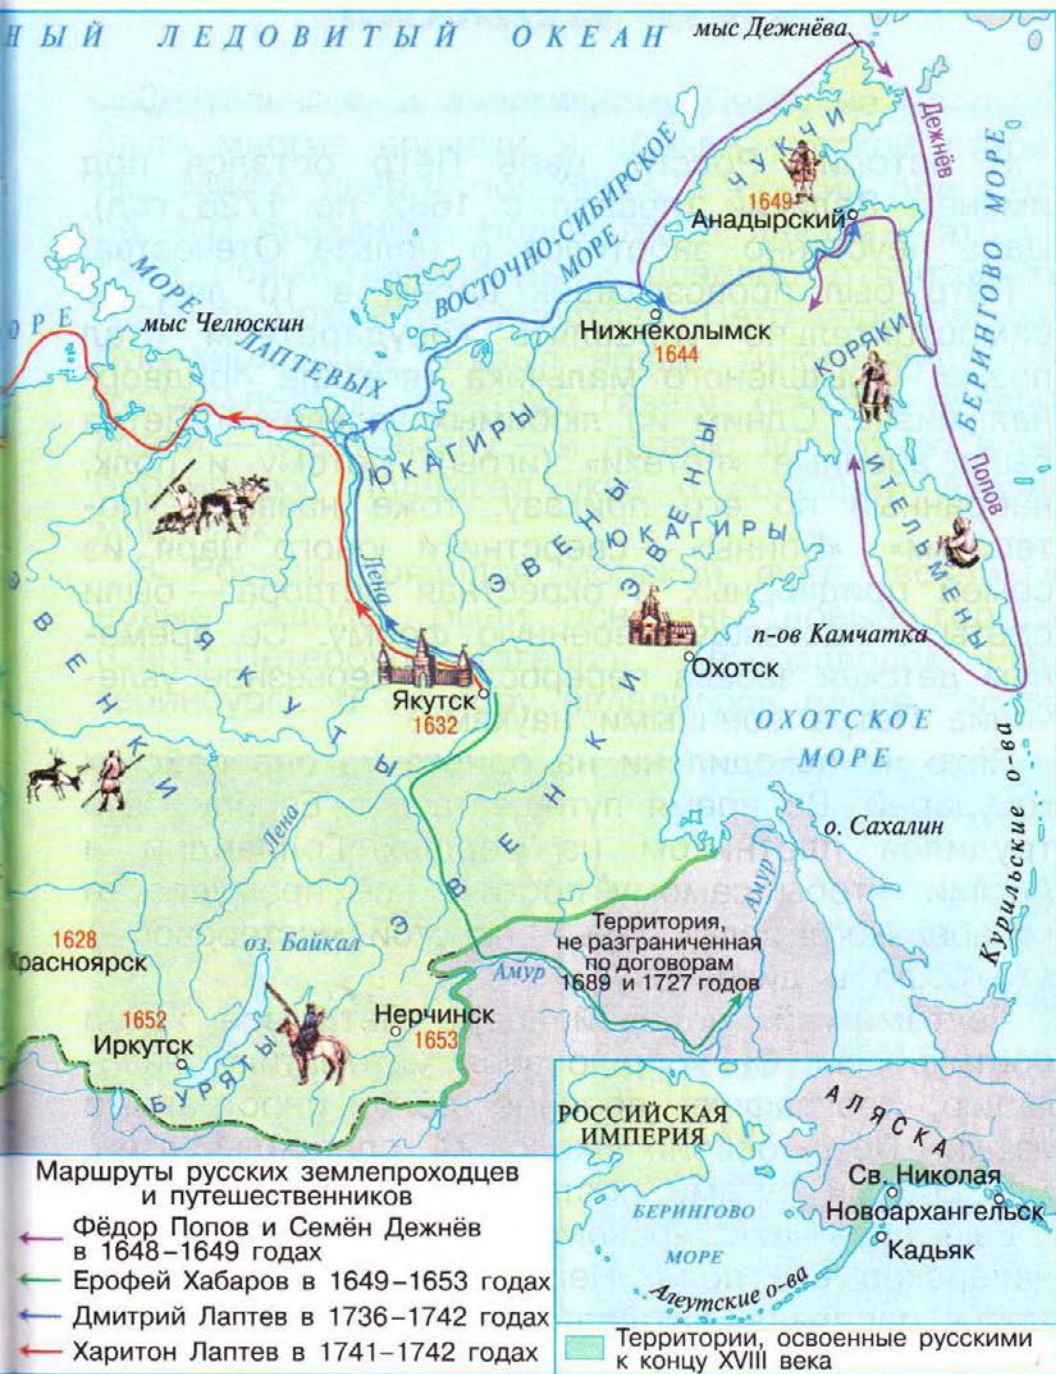 НЫЙ ЛЕДОВИТЫЙ ОКЕАН
мыс Дежнёва
Дежнёв
ЧУКЧИ
1649
Анадырский
БЕРИНГОВО МОРЕ
ВОСТОЧНО-СИБИРСКОЕ
МОРЕ
МОРЕ ЛАПТЕВЫХ
ОРЕ
мыс Челюскин
Нижнеколымск
1644
КОРЯКИ
Попов
ИТЕЛЬМЕНЫ
ЮКАГИРЫ
ЭВЕНЫ
ЮКАГИРЫ
ЭВЕНЫ
Лена
п-ов Камчатка
Охотск
Якутск
1632
ЯКУТЫ
ЭВЕНКИ
ОХОТСКОЕ
МОРЕ
Курильские о-ва
о. Сахалин
Лена
ЭВЕНКИ
Амур
Территория,
не разграниченная
по договорам
1689 и 1727 годов
Амур
1628
Красноярск
оз. Байкал
1652
Иркутск
Нерчинск
1653
БУРЯТЫ
Маршруты русских землепроходцев
и путешественников
Фёдор Попов и Семён Дежнёв
в 1648–1649 годах
Ерофей Хабаров в 1649–1653 годах
Дмитрий Лаптев в 1736–1742 годах
Харитон Лаптев в 1741–1742 годах
РОССИЙСКАЯ
ИМПЕРИЯ
АЛЯСКА
Св. Николая
Новоархангельск
Кадьяк
БЕРИНГОВО
МОРЕ
Алеутские о-ва
Территории, освоенные русскими
к концу XVIII века